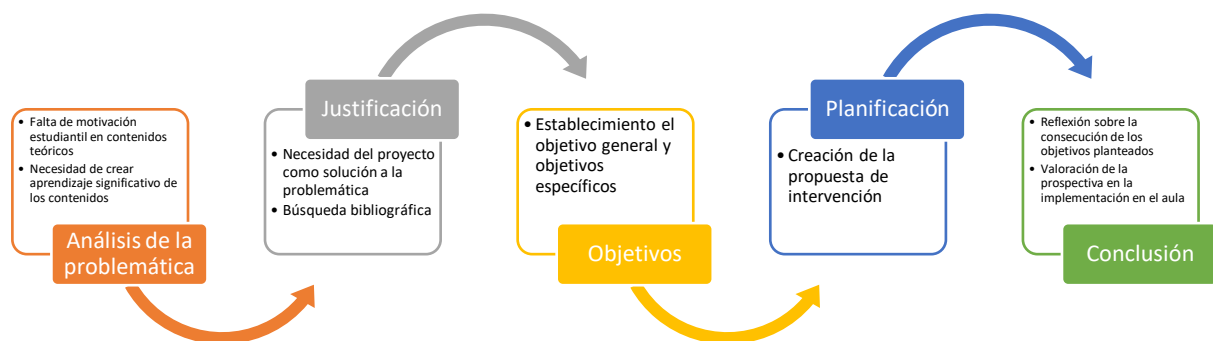 • Falta de motivación
estudiantil en contenidos
teóricos
• Necesidad de crear
aprendizaje significativo de
los contenidos
Análisis de la
problemática
Justificación
• Necesidad del proyecto
como solución a la
problemática
• Búsqueda bibliográfica
• Establecimiento el
objetivo general y
objetivos
específicos
Objetivos
Planificación
• Creación de la
propuesta de
intervención
• Reflexión sobre la
consecución de los
objetivos planteados
• Valoración de la
prospectiva en la
implementación en el aula
Conclusión